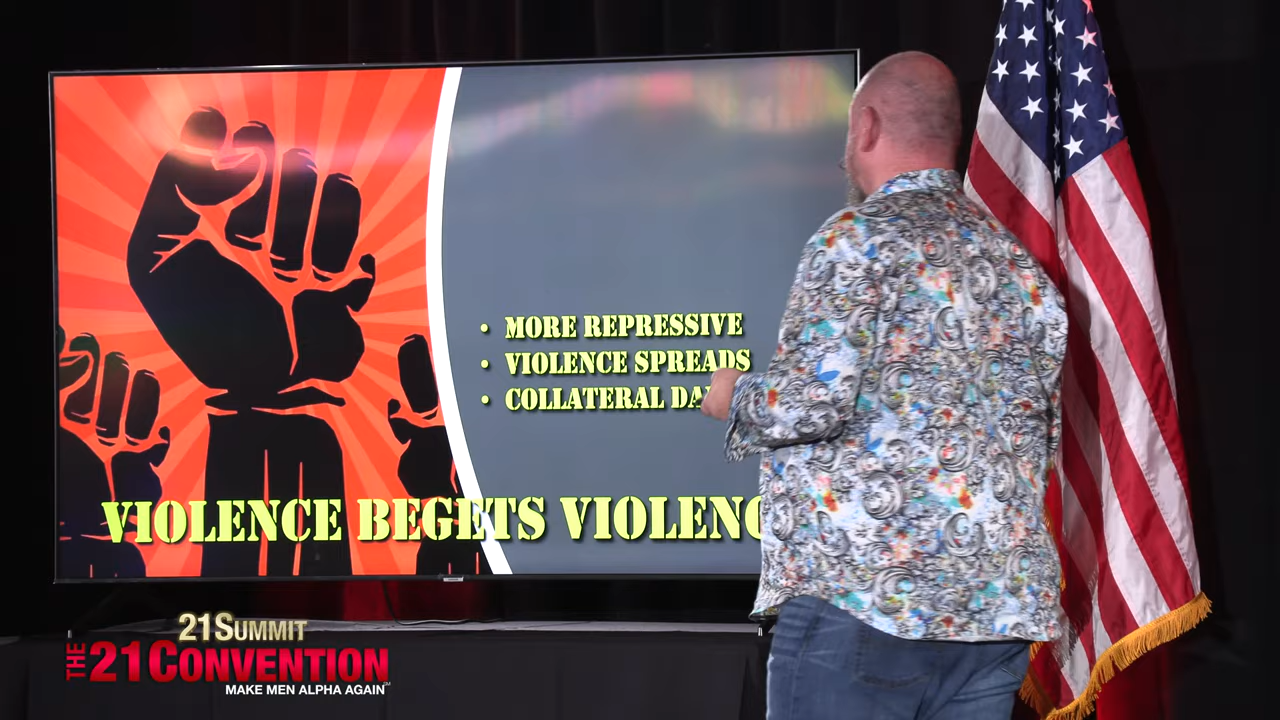 • MORE REPRESSIVE
• VIOLENCE SPREADS
• COLLATERAL
VIOLENCE BEGETS
21SUMMIT
THE 21 CONVENTION
MAKE MEN ALPHA AGAIN